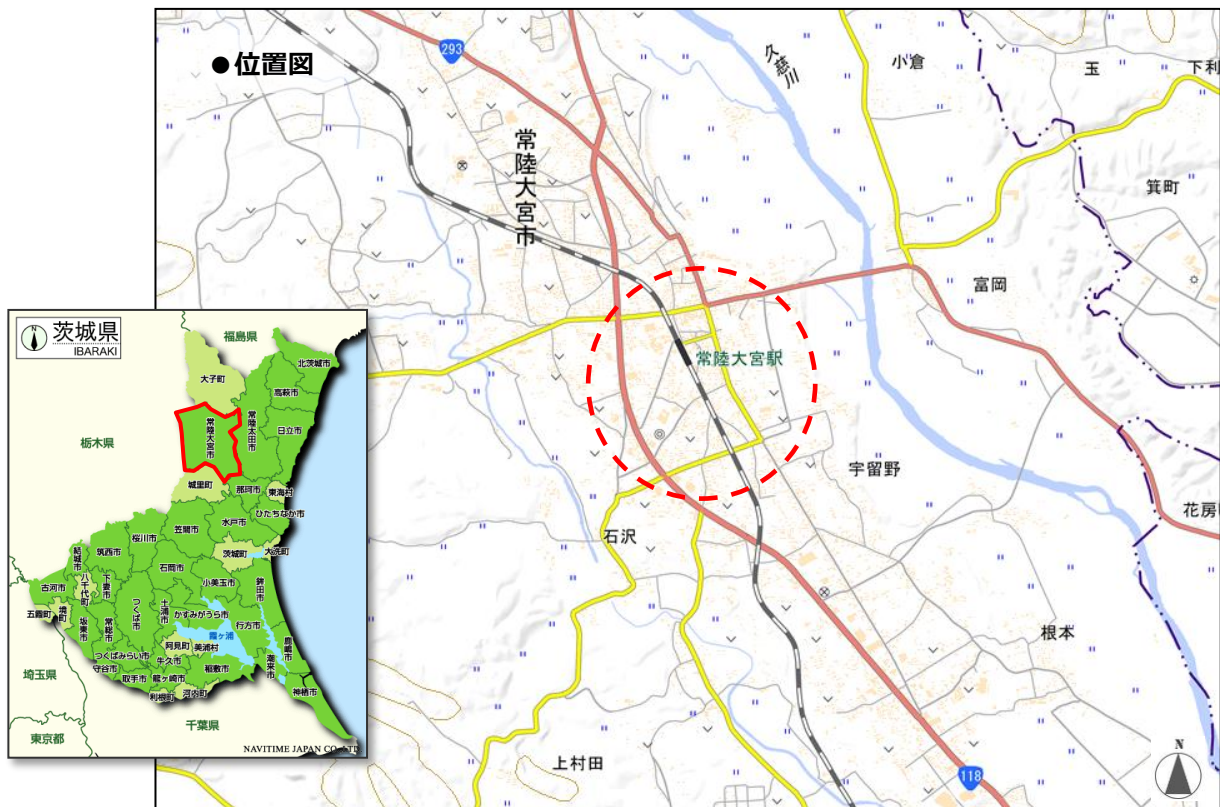 ●位置図
293
久慈川
小倉
玉
下利
常陸大宮市
箕町
富岡
常陸大宮駅
宇留野
花房
石沢
根本
上村田
118
N
N
茨城県
IBARAKI
福島県
北茨城市
大子町
高萩市
常陸大宮市
常陸太田市
日立市
栃木県
城里町
那珂市
東海村
ひたちなか市
笠間市
水戸市
桜川市
茨城町
大洗町
結城市
筑西市
石岡市
小美玉市
鉾田市
古河市
八千代町
下妻市
つくば市
土浦市
かすみがうら市
行方市
五霞町
境町
坂東市
常総市
霞ヶ浦
鹿嶋市
阿見町
美浦村
潮来市
つくばみらい市
牛久市
稲敷市
守谷市
取手市
龍ヶ崎市
利根町
河内町
神栖市
埼玉県
千葉県
東京都
NAVITIME JAPAN CO.,LTD